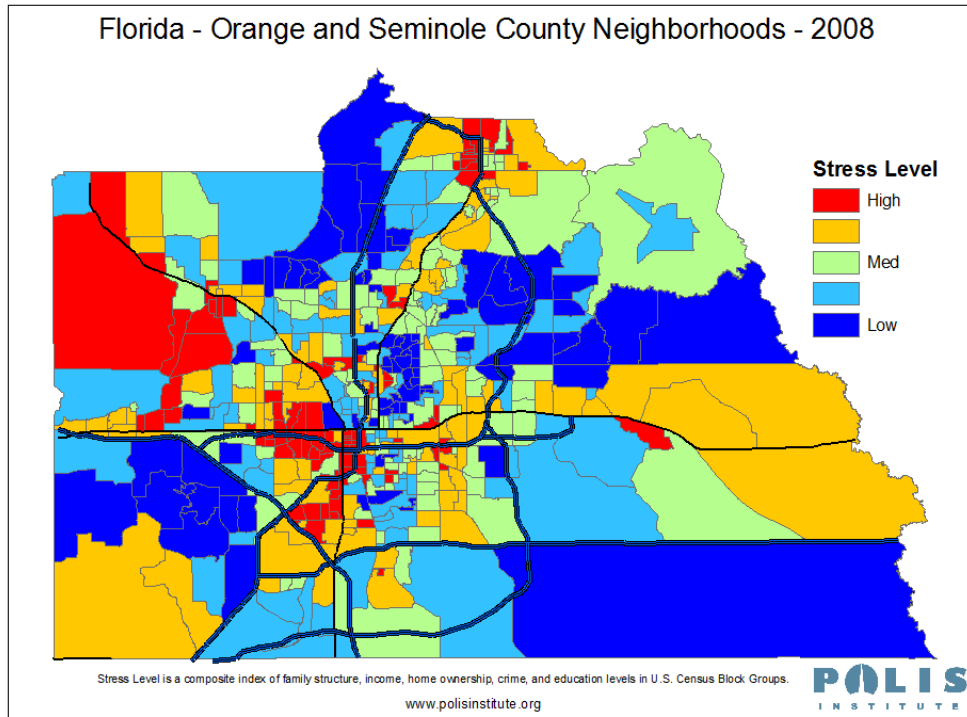 Florida - Orange and Seminole County Neighborhoods - 2008
Stress Level
High
Med
Low
Stress Level is a composite index of family structure, income, home ownership, crime, and education levels in U.S. Census Block Groups.
www.polisinstitute.org
POLIS
INSTITUTE